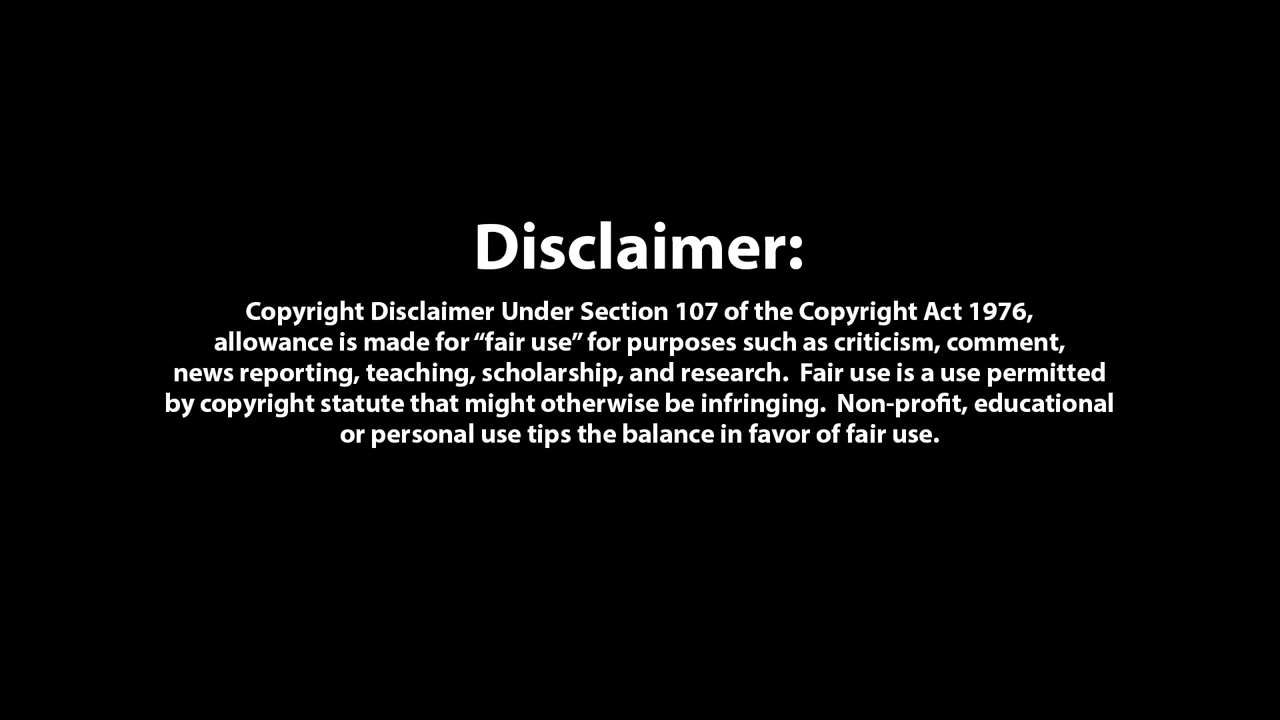 Disclaimer:
Copyright Disclaimer Under Section 107 of the Copyright Act 1976,
allowance is made for “fair use” for purposes such as criticism, comment,
news reporting, teaching, scholarship, and research.  Fair use is a use permitted
by copyright statute that might otherwise be infringing.  Non-profit, educational
or personal use tips the balance in favor of fair use.